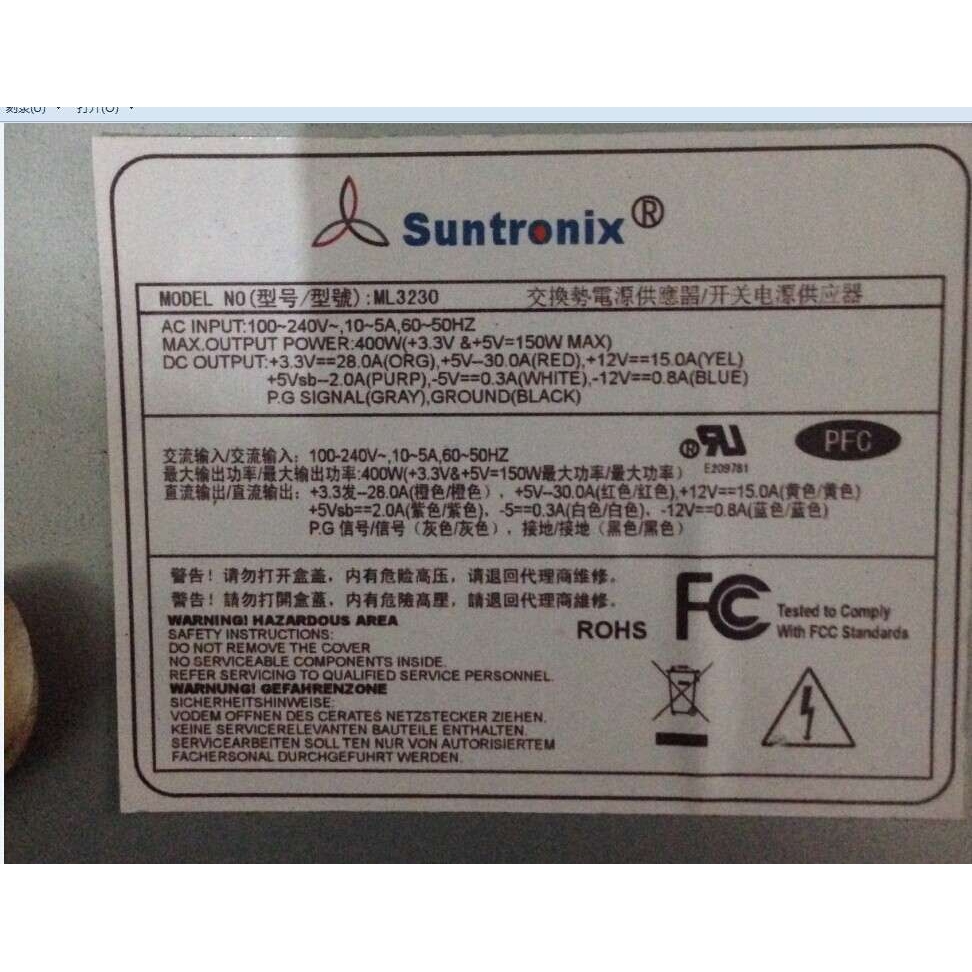 刻录(U) 打开(O)
Suntronix®
MODEL NO(型号/型號):ML3230 交換勢電源供應器/开关电源供应器
AC INPUT:100~240V~,10~5A,60~50HZ
MAX.OUTPUT POWER:400W(+3.3V &+5V=150W MAX)
DC OUTPUT:+3.3V==28.0A(ORG),+5V--30.0A(RED),+12V==15.0A(YEL)
+5Vsb--2.0A(PURP),-5V==0.3A(WHITE),-12V==0.8A(BLUE)
P.G SIGNAL(GRAY),GROUND(BLACK)
交流输入/交流输入：100-240V~,10~5A,60~50HZ
最大输出功率/最大输出功率:400W(+3.3V&+5V=150W最大功率/最大功率）
直流输出/直流输出：+3.3发--28.0A(橙色/橙色）, +5V--30.0A(红色/红色),+12V==15.0A(黄色/黄色)
+5Vsb==2.0A(紫色/紫色)、-5==0.3A(白色/白色)、-12V==0.8A(蓝色/蓝色)
P.G 信号/信号（灰色/灰色），接地/接地（黑色/黑色）
® RU
E209781
PFC
警告！请勿打开盒盖，内有危险高压，请退回代理商維修。
警告！請勿打開盒蓋，内有危險高壓，請退回代理商維修。
WARNING! HAZARDOUS AREA
SAFETY INSTRUCTIONS:
DO NOT REMOVE THE COVER
NO SERVICEABLE COMPONENTS INSIDE.
REFER SERVICING TO QUALIFIED SERVICE PERSONNEL.
WARNUNG! GEFAHRENZONE
SICHERHEITSHINWEISE:
VODEM OFFNEN DES CERATES NETZSTECKER ZIEHEN.
KEINE SERVICERELEVANTEN BAUTEILE ENTHALTEN.
SERVICEARBEITEN SOLL TEN NUR VON AUTORISIERTEM
FACHERSONAL DURCHGEFUHRT WERDEN.
ROHS
FC
Tested to Comply
With FCC Standards